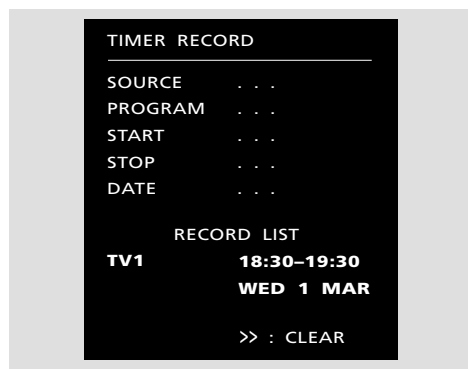 TIMER RECORD
SOURCE . . .
PROGRAM . . .
START . . .
STOP . . .
DATE . . .
RECORD LIST
TV1 18:30–19:30
WED 1 MAR
>> : CLEAR